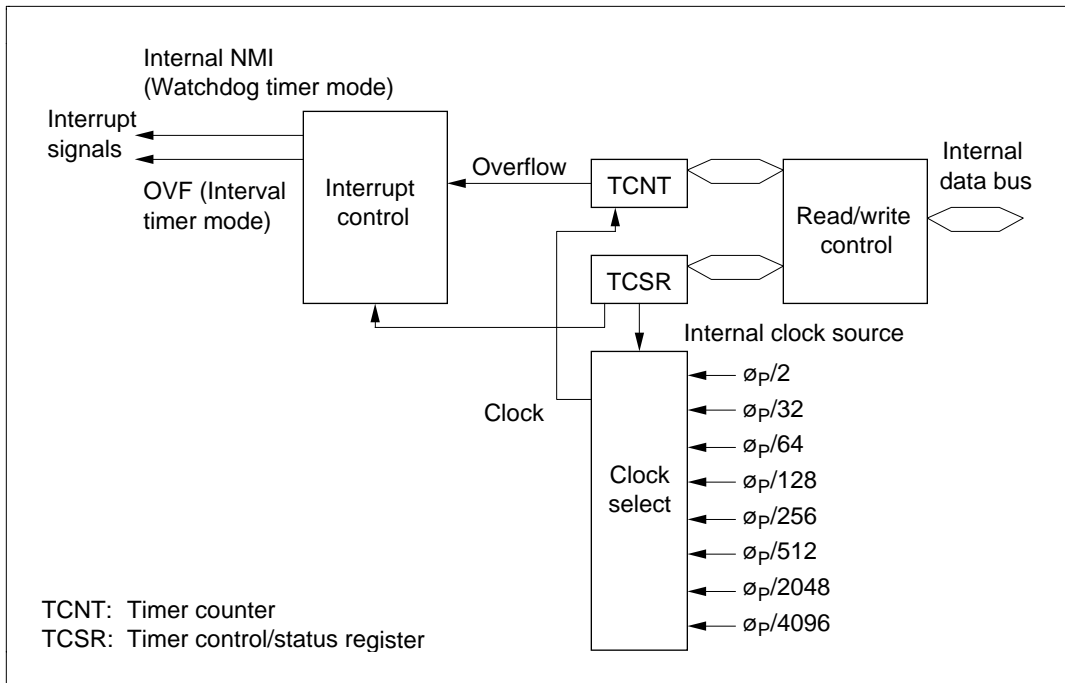 Internal NMI
(Watchdog timer mode)
Interrupt
signals
OVF (Interval
timer mode)
Interrupt
control
Overflow
TCNT
TCSR
Read/write
control
Internal
data bus
Internal clock source
Clock
Clock
select
øP/2
øP/32
øP/64
øP/128
øP/256
øP/512
øP/2048
øP/4096
TCNT: Timer counter
TCSR: Timer control/status register